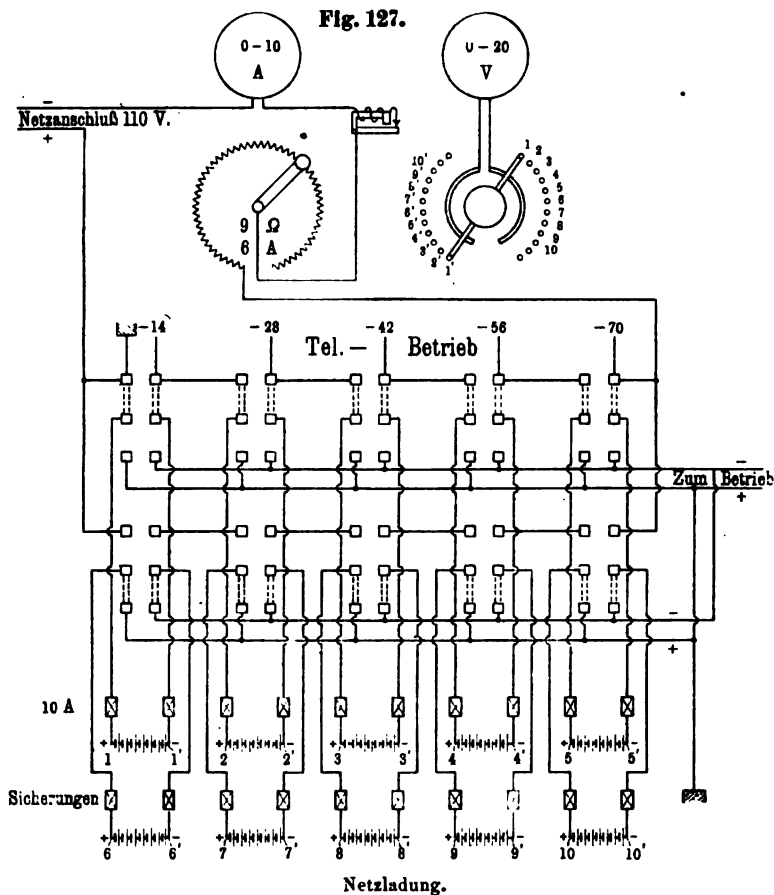 Fig. 127.
0-10
A
0-20
V
-
Netzanschluß 110 V.
+
10' 9' 8' 7' 6' 5' 4' 3' 2' 1'
1 2 3 4 5 6 7 8 9 10
9 Ω
6 A
-14 -28 -42 -56 -70
Tel. — Betrieb
-
Zum Betrieb
+
-
+
10 A
+ - + - + - + - + -
1 1' 2 2' 3 3' 4 4' 5 5'
Sicherungen
+ - + - + - + - + -
6 6' 7 7' 8 8' 9 9' 10 10'
Netzladung.